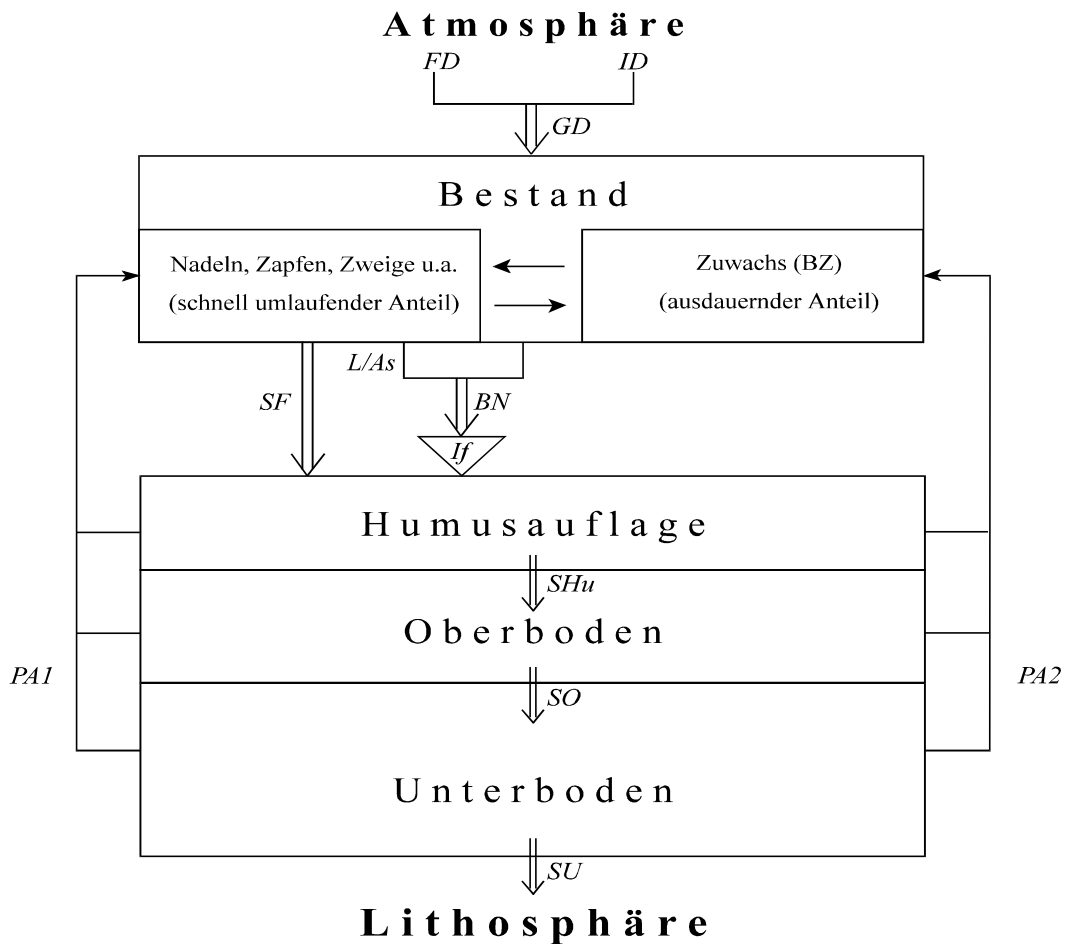 Atmosphäre
FD ID
GD
Bestand
Nadeln, Zapfen, Zweige u.a.
(schnell umlaufender Anteil)
Zuwachs (BZ)
(ausdauernder Anteil)
L/As
SF
BN
If
Humusauflage
SHu
Oberboden
PA1
PA2
SO
Unterboden
SU
Lithosphäre